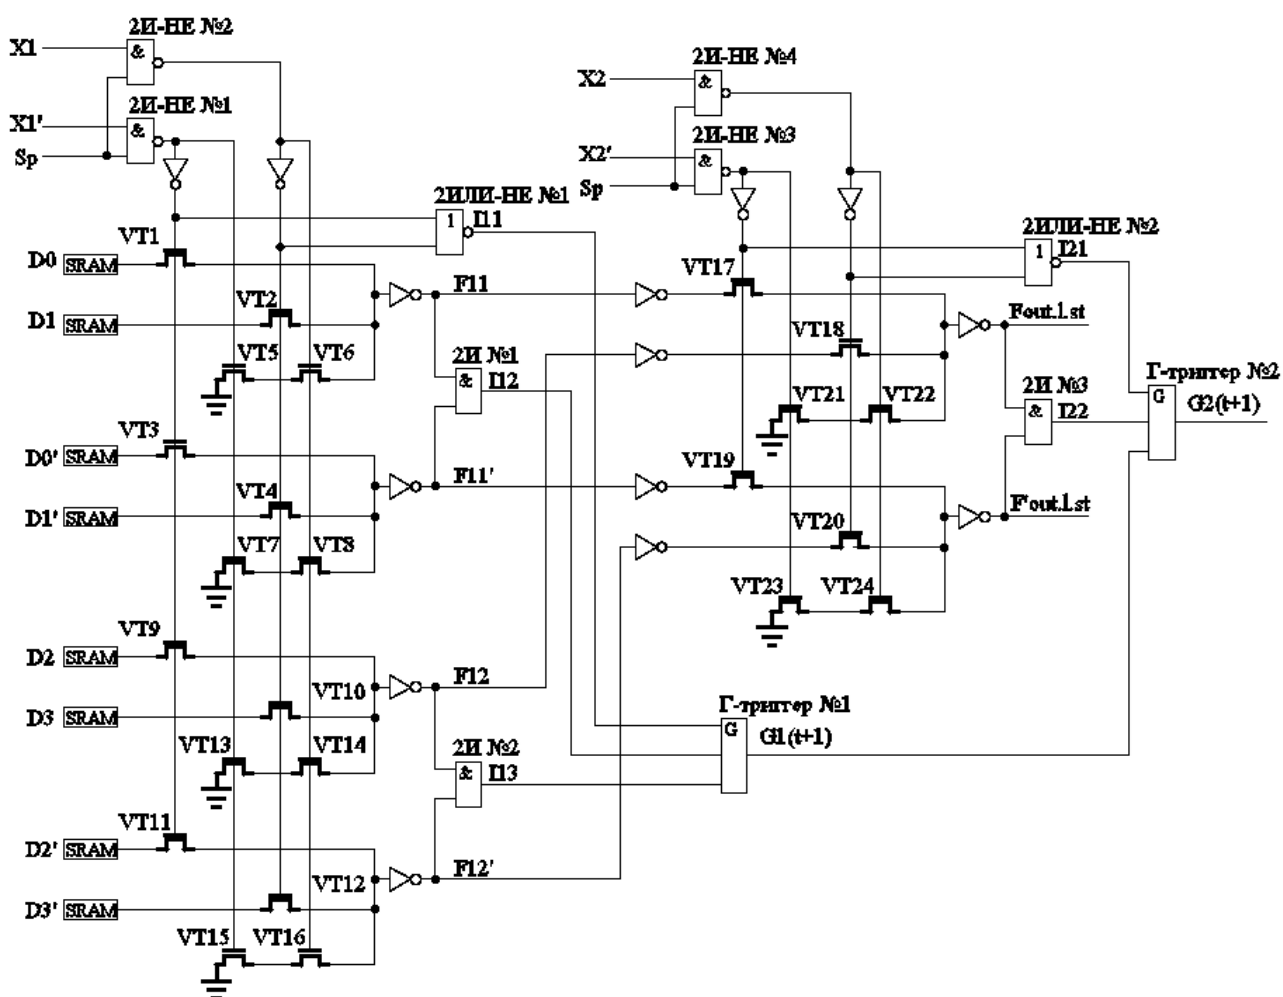 2И-НЕ №2
X1
&
2И-НЕ №4
X2
&
2И-НЕ №1
X1'
&
Sp
2И-НЕ №3
X2'
&
Sp
2ИЛИ-НЕ №1
1
I11
2ИЛИ-НЕ №2
1
I21
VT1
D0
SRAM
VT17
VT2
F11
D1
SRAM
Fout.1.st
VT18
VT5
VT6
2И №1
&
I12
Г-триггер №2
G
G2(t+1)
2И №3
&
I22
VT21
VT22
VT3
D0'
SRAM
VT19
F11'
VT4
D1'
SRAM
F'out.1.st
VT20
VT7
VT8
VT23
VT24
VT9
D2
SRAM
F12
VT10
D3
SRAM
Г-триггер №1
G
G1(t+1)
VT13
VT14
2И №2
&
I13
VT11
D2'
SRAM
F12'
VT12
D3'
SRAM
VT15
VT16